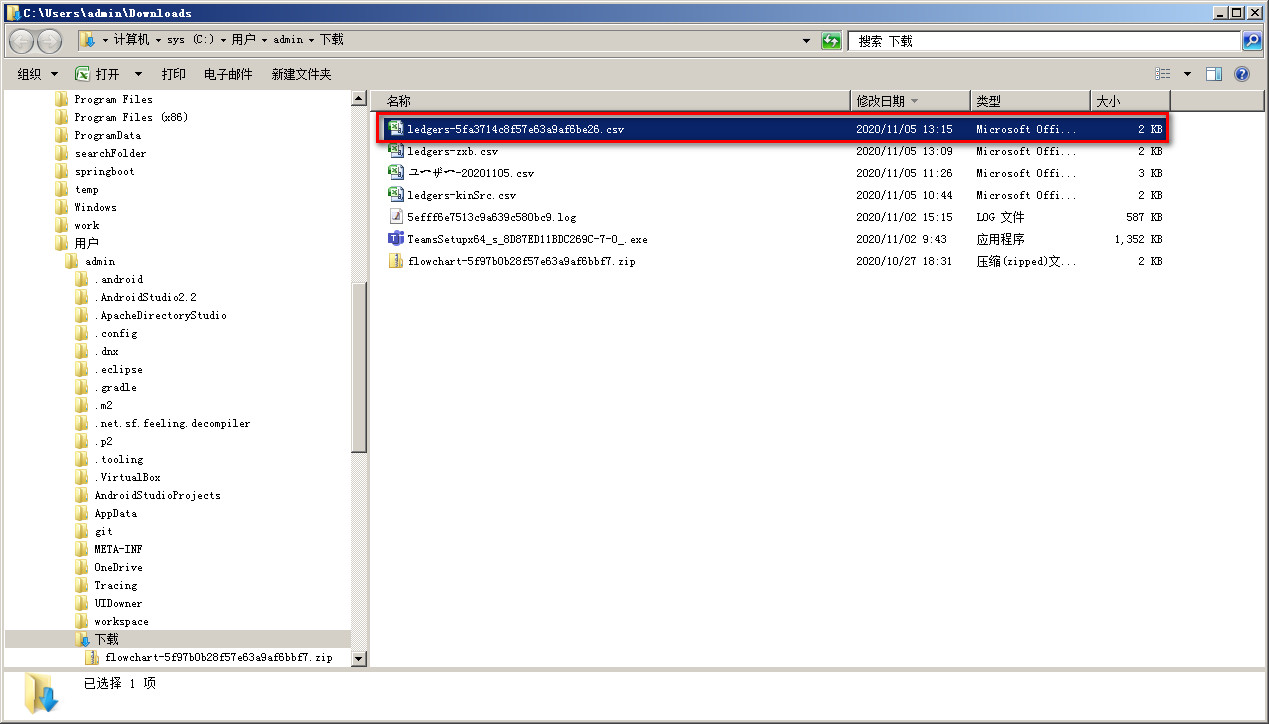 C:\Users\admin\Downloads
计算机 sys (C:) 用户 admin 下载
搜索 下载
组织 打开 打印 电子邮件 新建文件夹
Program Files
Program Files (x86)
ProgramData
searchFolder
springboot
temp
Windows
work
用户
admin
.android
.AndroidStudio2.2
.ApacheDirectoryStudio
.config
.dnx
.eclipse
.gradle
.m2
.net.sf.feeling.decompiler
.p2
.tooling
.VirtualBox
AndroidStudioProjects
AppData
git
META-INF
OneDrive
Tracing
UIDowner
workspace
下载
flowchart-5f97b0b28f57e63a9af6bbf7.zip
名称 修改日期 类型 大小
ledgers-5fa3714c8f57e63a9af6be26.csv 2020/11/05 13:15 Microsoft Offi... 2 KB
ledgers-zxb.csv 2020/11/05 13:09 Microsoft Offi... 2 KB
ユーザー-20201105.csv 2020/11/05 11:26 Microsoft Offi... 3 KB
ledgers-kinSrc.csv 2020/11/05 10:44 Microsoft Offi... 2 KB
5efff6e7513c9a639c580bc9.log 2020/11/02 15:15 LOG 文件 587 KB
TeamsSetupx64_s_8D87ED11BDC269C-7-0_.exe 2020/11/02 9:43 应用程序 1,352 KB
flowchart-5f97b0b28f57e63a9af6bbf7.zip 2020/10/27 18:31 压缩(zipped)文... 2 KB
已选择 1 项